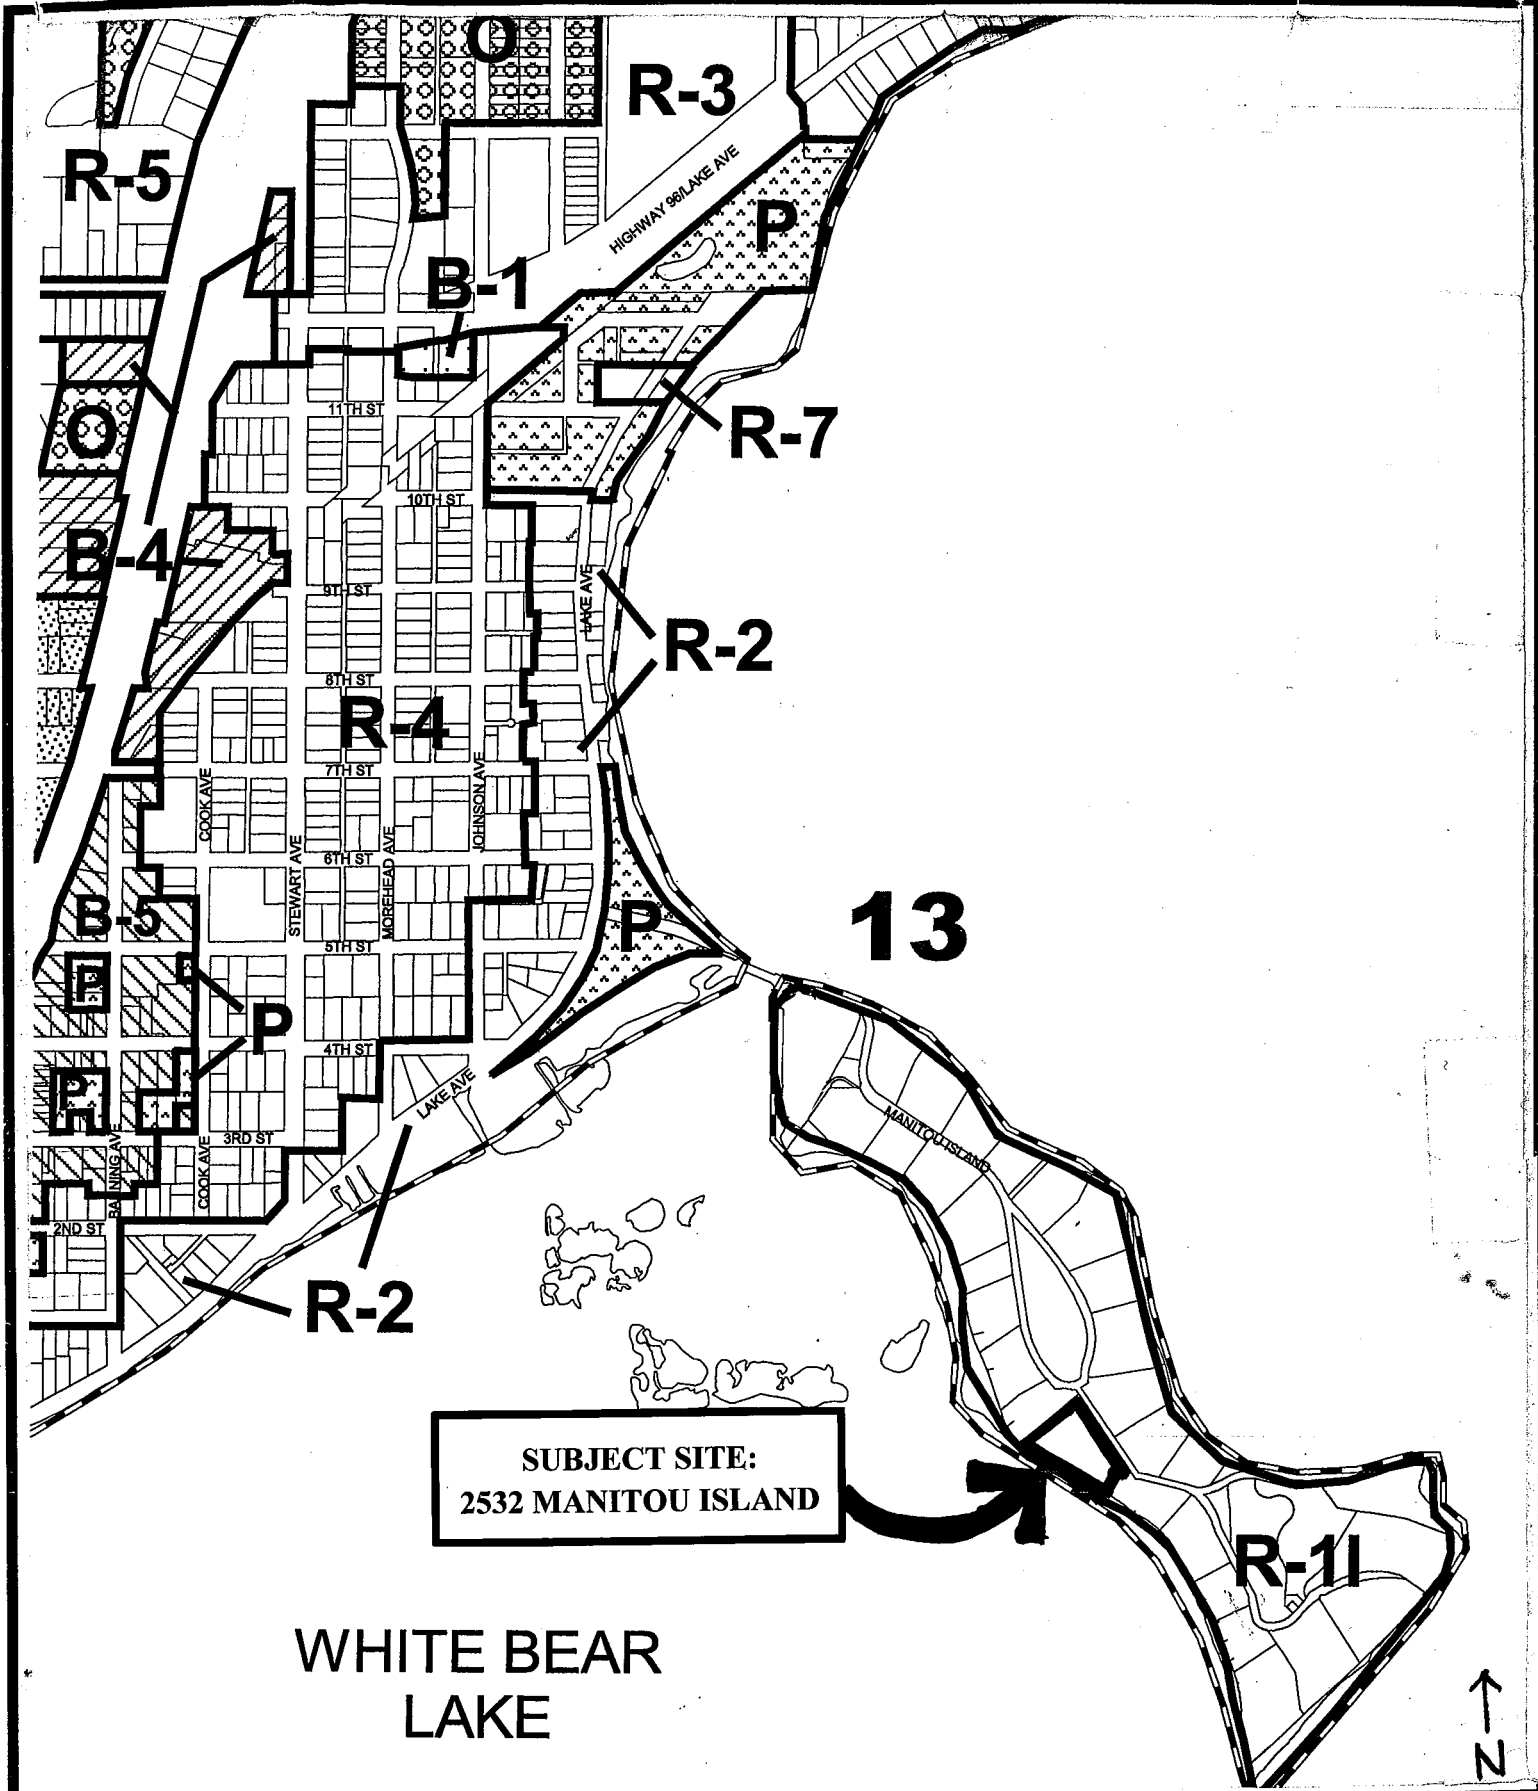 O
R-3
R-5
HIGHWAY 96/LAKE AVE
P
B-1
R-7
11TH ST
O
10TH ST
B-4
9TH ST
LAKE AVE
R-2
8TH ST
R-4
7TH ST
COOK AVE
JOHNSON AVE
STEWART AVE
MOREHEAD AVE
6TH ST
13
B-5
P
5TH ST
P
P
4TH ST
P
LAKE AVE
MANITOU ISLAND
3RD ST
BANNING AVE
COOK AVE
2ND ST
R-2
SUBJECT SITE:
2532 MANITOU ISLAND
R-1I
WHITE BEAR
LAKE
N